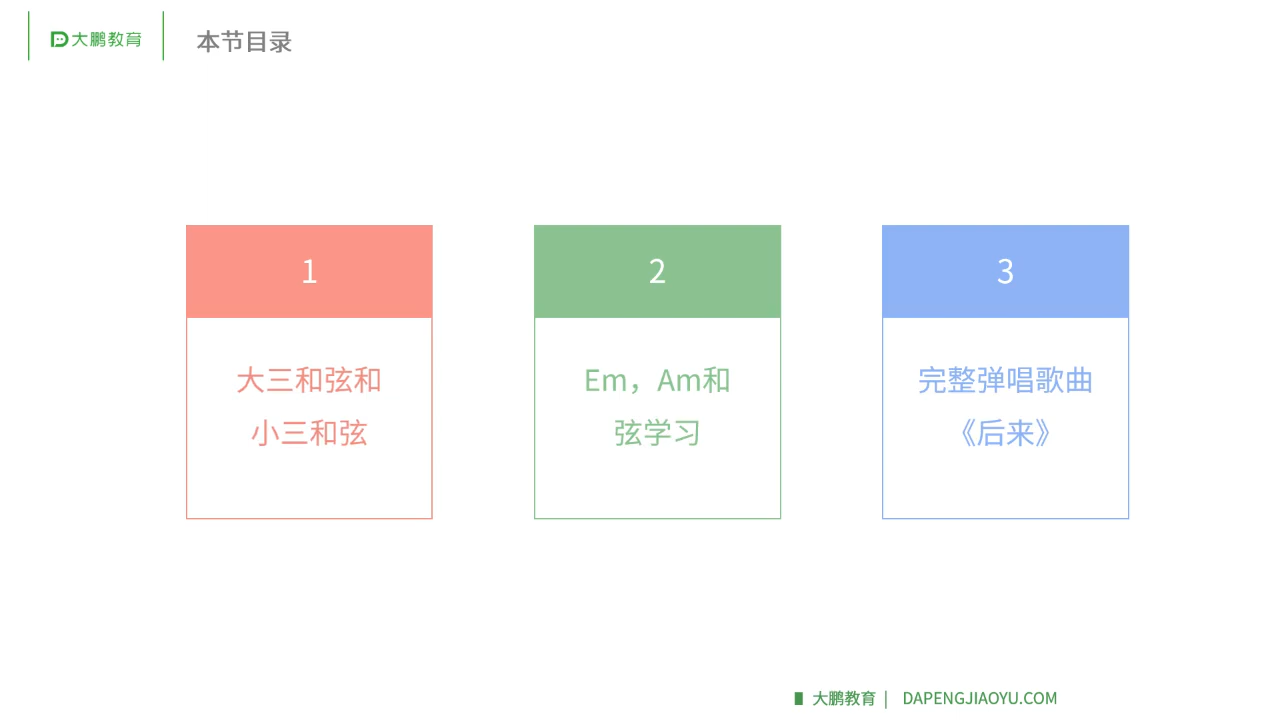 大鹏教育
本节目录
1
大三和弦和
小三和弦
2
Em，Am和
弦学习
3
完整弹唱歌曲
《后来》
大鹏教育 | DAPENGJIAOYU.COM